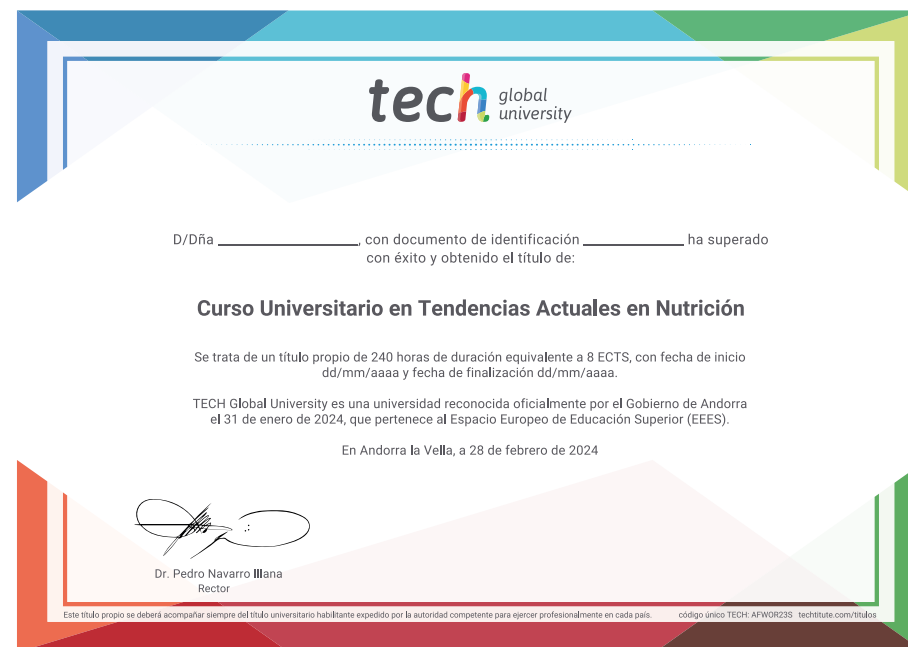 tech global university
D/Dña ____________, con documento de identificación ____________ ha superado
con éxito y obtenido el título de:
Curso Universitario en Tendencias Actuales en Nutrición
Se trata de un título propio de 240 horas de duración equivalente a 8 ECTS, con fecha de inicio
dd/mm/aaaa y fecha de finalización dd/mm/aaaa.
TECH Global University es una universidad reconocida oficialmente por el Gobierno de Andorra
el 31 de enero de 2024, que pertenece al Espacio Europeo de Educación Superior (EEES).
En Andorra la Vella, a 28 de febrero de 2024
Dr. Pedro Navarro Illana
Rector
Este título propio se deberá acompañar siempre del título universitario habilitante expedido por la autoridad competente para ejercer profesionalmente en cada país. código único TECH: AFWOR23S techtitute.com/titulos